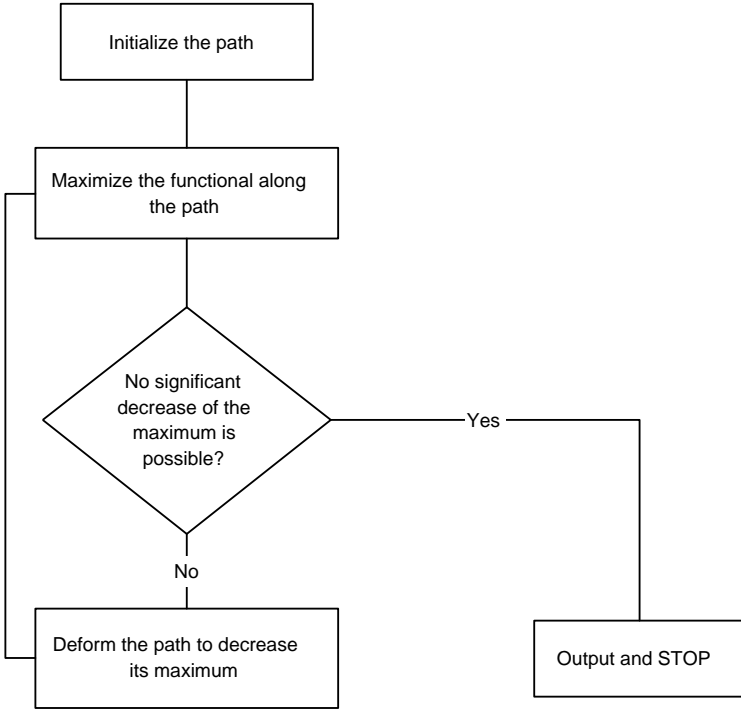 Initialize the path
Maximize the functional along
the path
No significant
decrease of the
maximum is
possible?
Yes
No
Deform the path to decrease
its maximum
Output and STOP